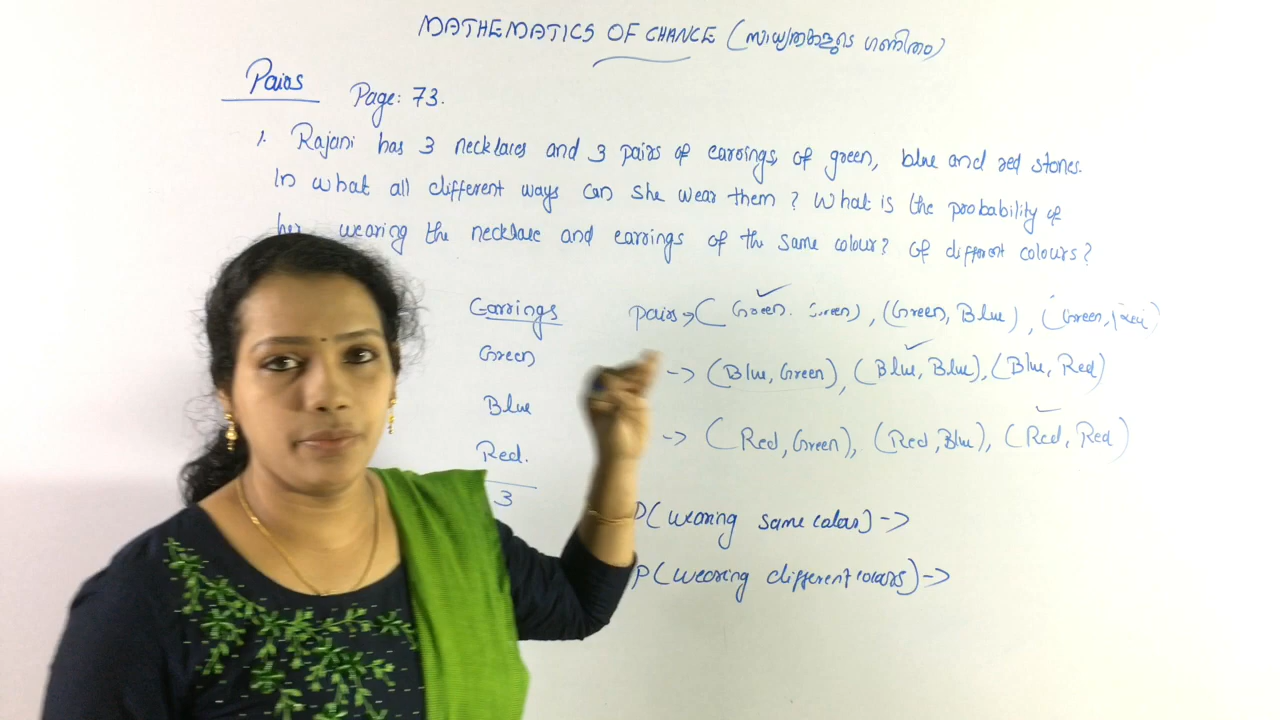 MATHEMATICS OF CHANCE (സാധ്യതകളുടെ ഗണിതം)
Pairs Page: 73.
1. Rajani has 3 necklaces and 3 pairs of earrings of green, blue and red stones.
In what all different ways can she wear them? What is the probability of
her wearing the necklace and earrings of the same colour? Of different colours?
Earrings
Green
Blue
Red.
3
pairs → (Green. Green), (Green, Blue), (Green, Red)
→ (Blue, Green), (Blue, Blue), (Blue, Red)
→ (Red, Green), (Red, Blue), (Red, Red)
P(wearing same colour) →
P(wearing different colours) →